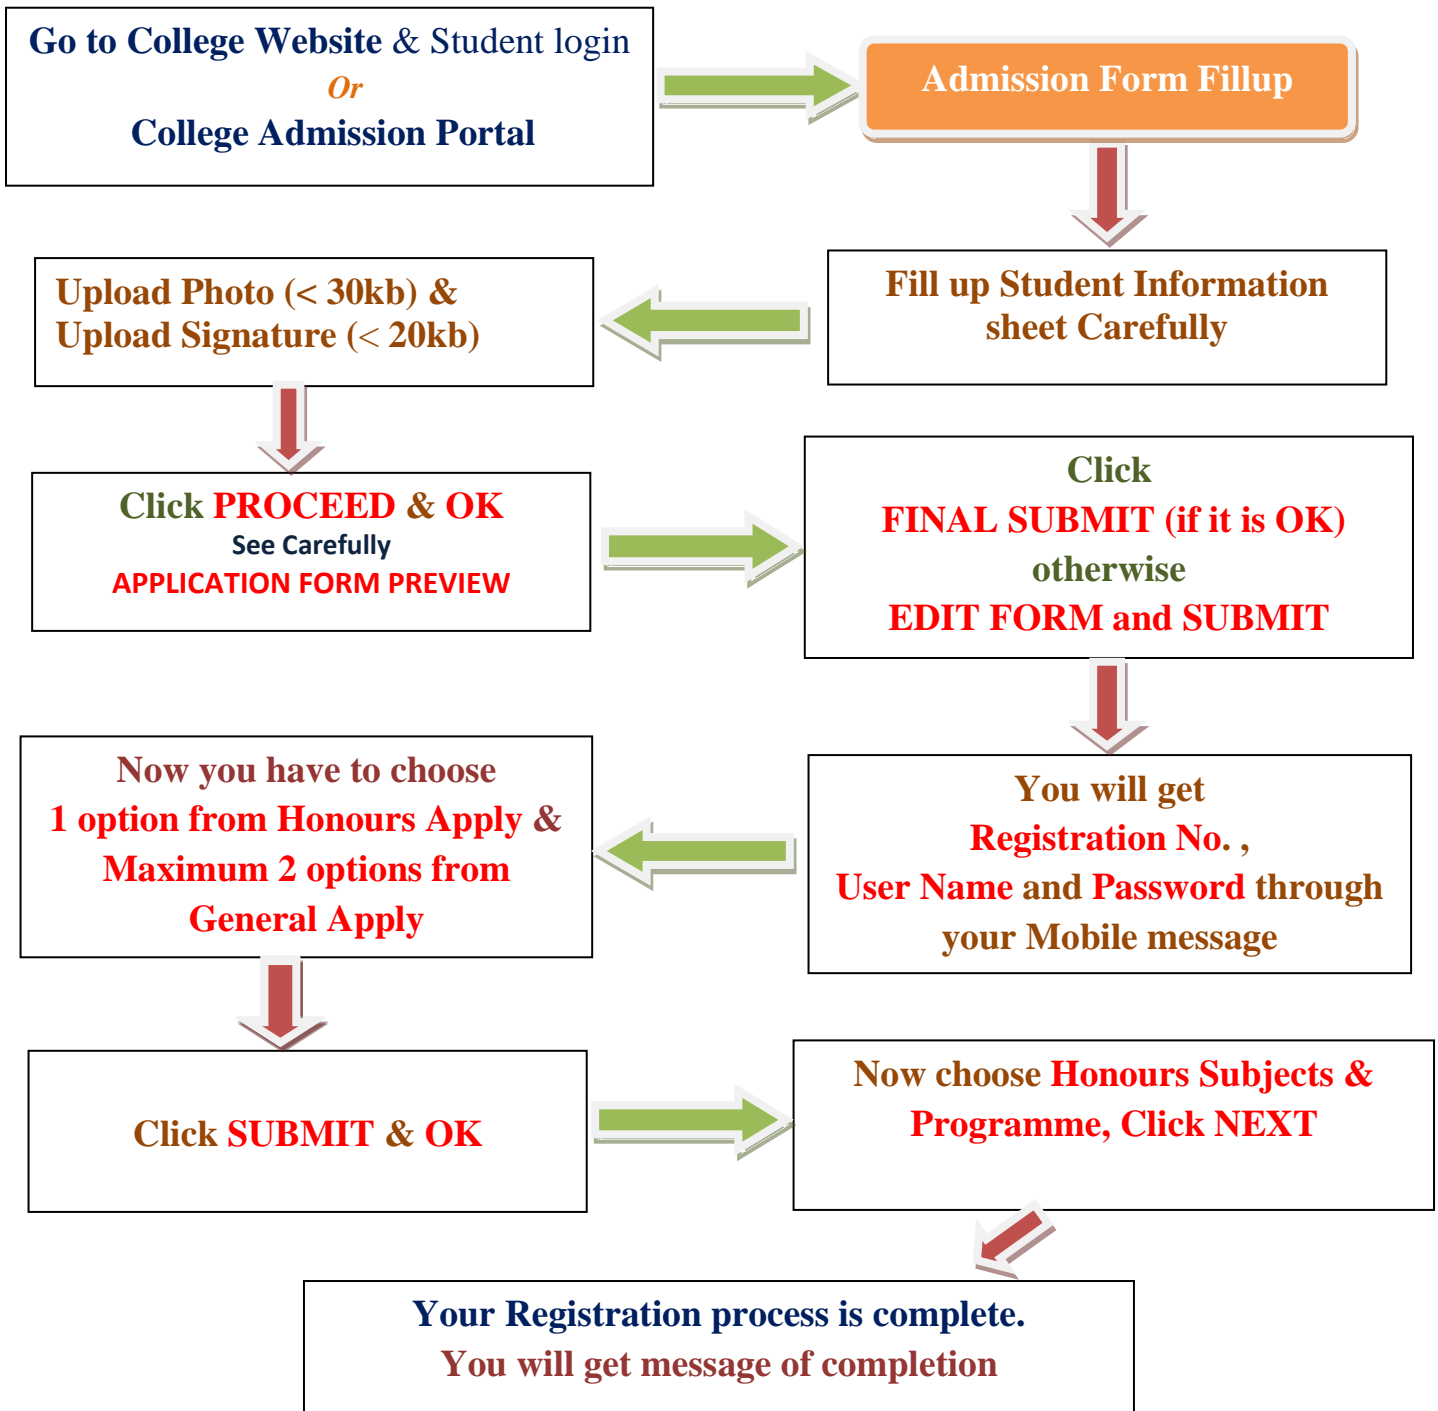 Go to College Website & Student login
Or
College Admission Portal
Admission Form Fillup
Fill up Student Information
sheet Carefully
Upload Photo (< 30kb) &
Upload Signature (< 20kb)
Click PROCEED & OK
See Carefully
APPLICATION FORM PREVIEW
Click
FINAL SUBMIT (if it is OK)
otherwise
EDIT FORM and SUBMIT
You will get
Registration No. ,
User Name and Password through
your Mobile message
Now you have to choose
1 option from Honours Apply &
Maximum 2 options from
General Apply
Click SUBMIT & OK
Now choose Honours Subjects &
Programme, Click NEXT
Your Registration process is complete.
You will get message of completion